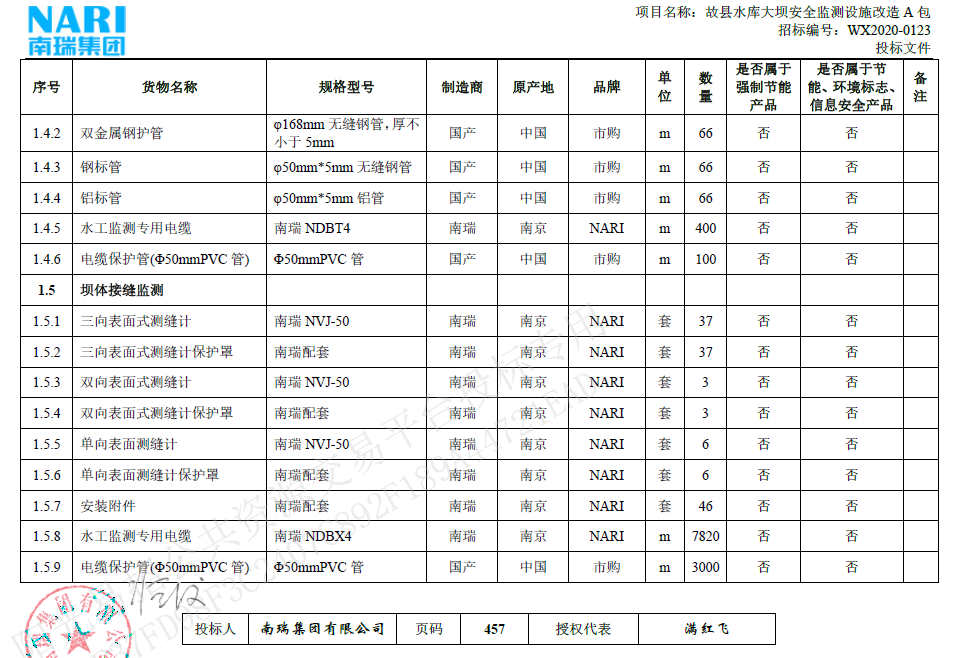 NARI
南瑞集团
项目名称：故县水库大坝安全监测设施改造 A 包
招标编号：WX2020-0123
投标文件
序号 货物名称 规格型号 制造商 原产地 品牌 单位 数量 是否属于强制节能产品 是否属于节能、环境标志、信息安全产品 备注
1.4.2 双金属钢护管 φ168mm 无缝钢管，厚不小于 5mm 国产 中国 市购 m 66 否 否
1.4.3 钢标管 φ50mm*5mm 无缝钢管 国产 中国 市购 m 66 否 否
1.4.4 铝标管 φ50mm*5mm 铝管 国产 中国 市购 m 66 否 否
1.4.5 水工监测专用电缆 南瑞 NDBT4 南瑞 南京 NARI m 400 否 否
1.4.6 电缆保护管(Φ50mmPVC 管) Φ50mmPVC 管 国产 中国 市购 m 100 否 否
1.5 坝体接缝监测
1.5.1 三向表面式测缝计 南瑞 NVJ-50 南瑞 南京 NARI 套 37 否 否
1.5.2 三向表面式测缝计保护罩 南瑞配套 南瑞 南京 NARI 套 37 否 否
1.5.3 双向表面式测缝计 南瑞 NVJ-50 南瑞 南京 NARI 套 3 否 否
1.5.4 双向表面式测缝计保护罩 南瑞配套 南瑞 南京 NARI 套 3 否 否
1.5.5 单向表面测缝计 南瑞 NVJ-50 南瑞 南京 NARI 套 6 否 否
1.5.6 单向表面测缝计保护罩 南瑞配套 南瑞 南京 NARI 套 6 否 否
1.5.7 安装附件 南瑞配套 南瑞 南京 NARI 套 46 否 否
1.5.8 水工监测专用电缆 南瑞 NDBX4 南瑞 南京 NARI m 7820 否 否
1.5.9 电缆保护管(Φ50mmPVC 管) Φ50mmPVC 管 国产 中国 市购 m 3000 否 否
投标人 南瑞集团有限公司 页码 457 授权代表 满红飞